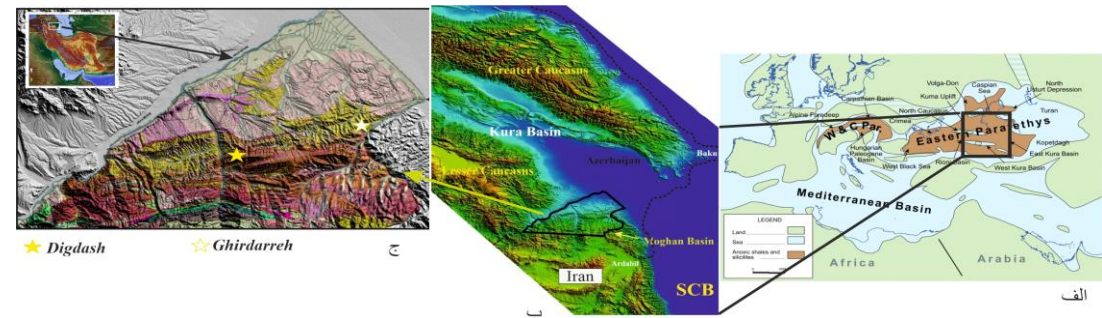 Digdash
Ghirdarreh
ج
Greater Caucasus
Kura Basin
Azerbaijan
Baku
Lesser Caucasus
Moghan Basin
Ardabil
Iran
SCB
ب
Volga-Don
Caspian
Sea
North
Usturt Depression
Kuma Uplift
Carpathian Basin
North Caucasus
Turan
Alpine Foredeep
Crimea
W & C Par.
Eastern Paratethys
Kopetdagh
Hungarian
Palengene
Basin
Rioni Basin
East Kura Basin
West Black Sea
West Kura Basin
Mediterranean Basin
LEGEND
Land
Sea
Anoxic shales and
silicilites
Africa
Arabia
الف